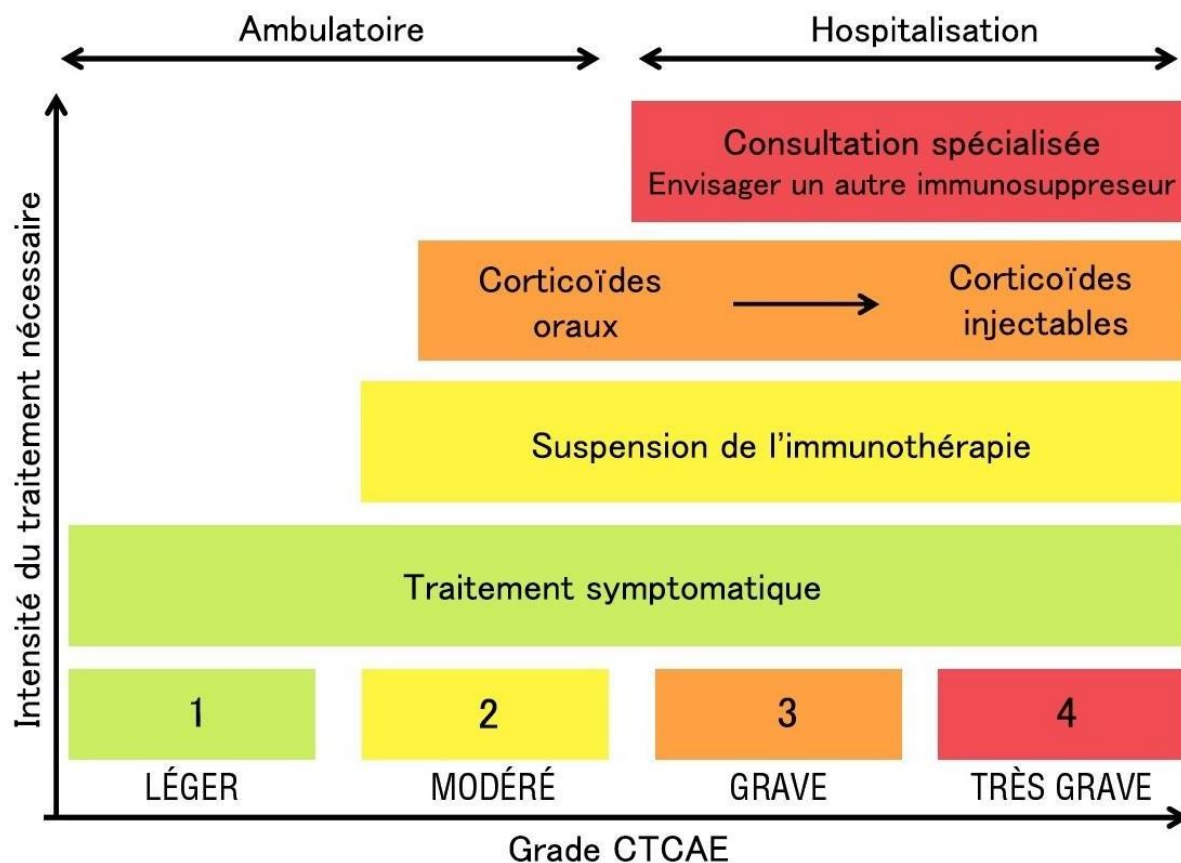 Ambulatoire
Hospitalisation
Consultation spécialisée
Envisager un autre immunosuppreseur
Corticoïdes
oraux
Corticoïdes
injectables
Suspension de l'immunothérapie
Traitement symptomatique
Intensité du traitement nécessaire
1
2
3
4
LÉGER
MODÉRÉ
GRAVE
TRÈS GRAVE
Grade CTCAE